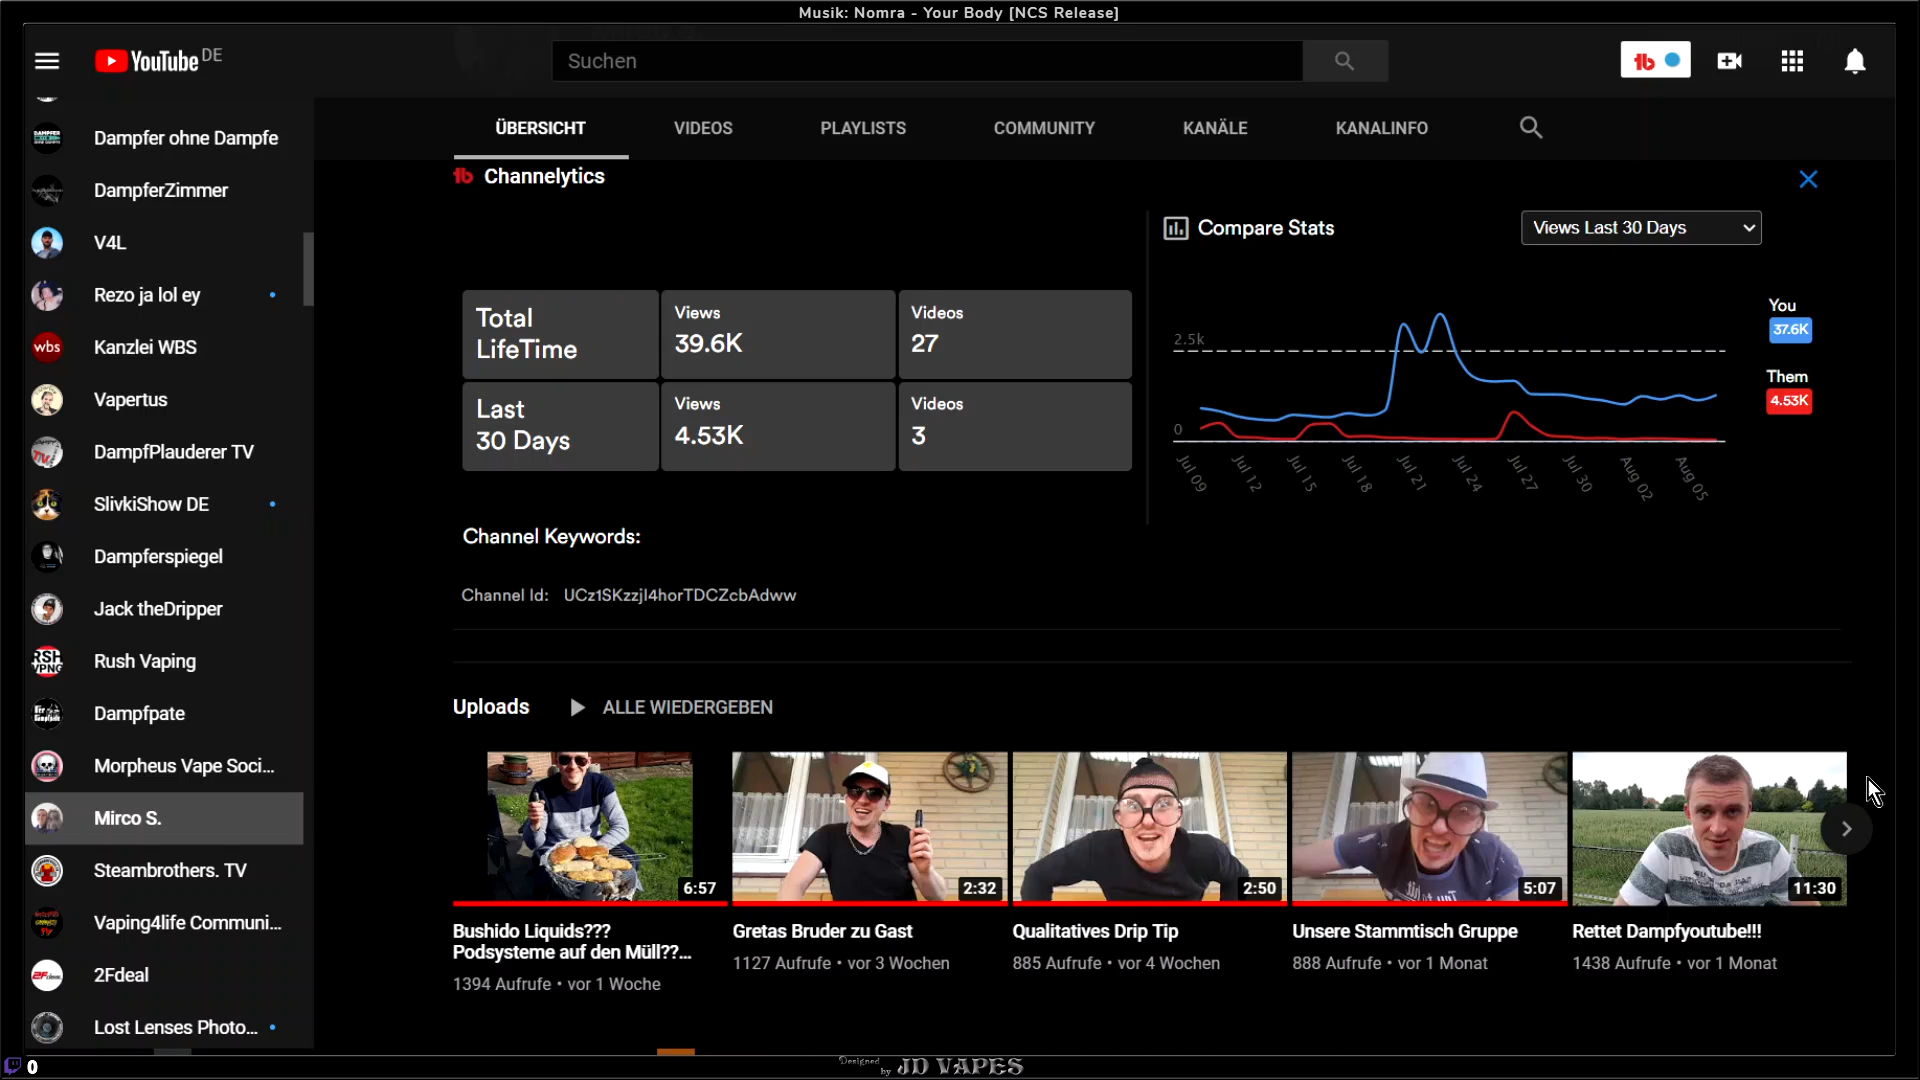 Musik: Nomra - Your Body [NCS Release]
YouTube DE
Suchen
Dampfer ohne Dampfe
DampferZimmer
V4L
Rezo ja lol ey
wbs
Kanzlei WBS
Vapertus
DampfPlauderer TV
SlivkiShow DE
Dampferspiegel
Jack theDripper
RSH
VPNG
Rush Vaping
Dampfpate
Morpheus Vape Soci...
Mirco S.
Steambrothers. TV
Vaping4life Communi...
2Fdeal
Lost Lenses Photo...
ÜBERSICHT
VIDEOS
PLAYLISTS
COMMUNITY
KANÄLE
KANALINFO
Channelytics
Total
LifeTime
Views
39.6K
Videos
27
Last
30 Days
Views
4.53K
Videos
3
Compare Stats
Views Last 30 Days
2.5k
0
Jul 09
Jul 12
Jul 15
Jul 18
Jul 21
Jul 24
Jul 27
Jul 30
Aug 02
Aug 05
You
37.6K
Them
4.53K
Channel Keywords:
Channel Id: UCz1SKzzjI4horTDCZcbAdww
Uploads
ALLE WIEDERGEBEN
6:57
2:32
2:50
5:07
11:30
Bushido Liquids???
Podsysteme auf den Müll??...
1394 Aufrufe • vor 1 Woche
Gretas Bruder zu Gast
1127 Aufrufe • vor 3 Wochen
Qualitatives Drip Tip
885 Aufrufe • vor 4 Wochen
Unsere Stammtisch Gruppe
888 Aufrufe • vor 1 Monat
Rettet Dampfyoutube!!!
1438 Aufrufe • vor 1 Monat
0
Designed
by JD VAPES